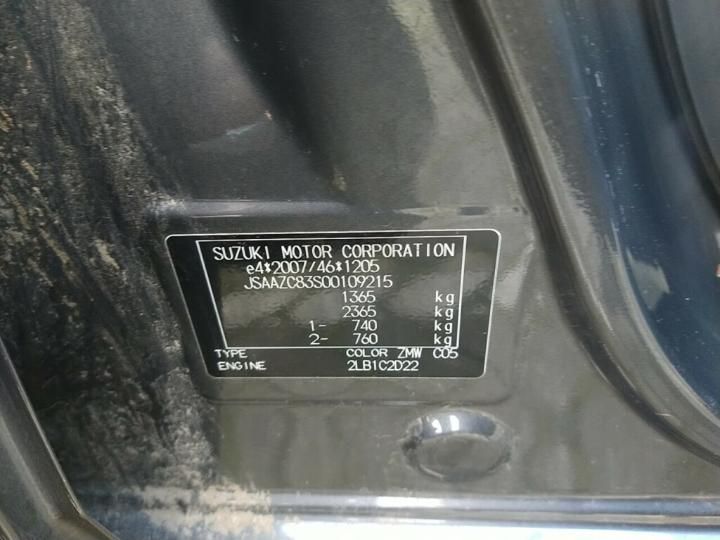 SUZUKI MOTOR CORPORATION
e4*2007/46*1205
JSAAZC83S00109215
1365 kg
2365 kg
1- 740 kg
2- 760 kg
TYPE COLOR ZMW C05
ENGINE 2LB1C2D22